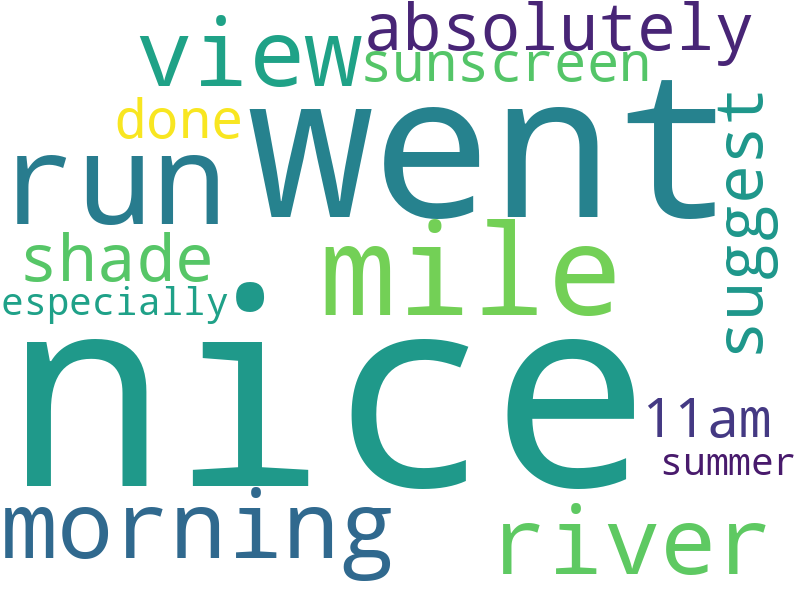 absolutely
view
sunscreen
done
went
run
suggest
shade
mile
especially
nice
11am
summer
morning
river